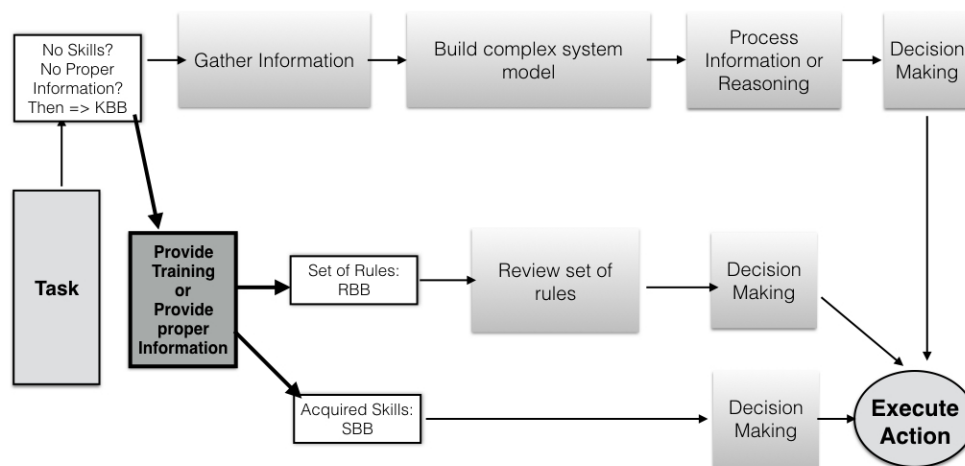 No Skills?
No Proper
Information?
Then => KBB
Gather Information
Build complex system
model
Process
Information or
Reasoning
Decision
Making
Task
Provide
Training
or
Provide
proper
Information
Set of Rules:
RBB
Review set of
rules
Decision
Making
Acquired Skills:
SBB
Decision
Making
Execute
Action